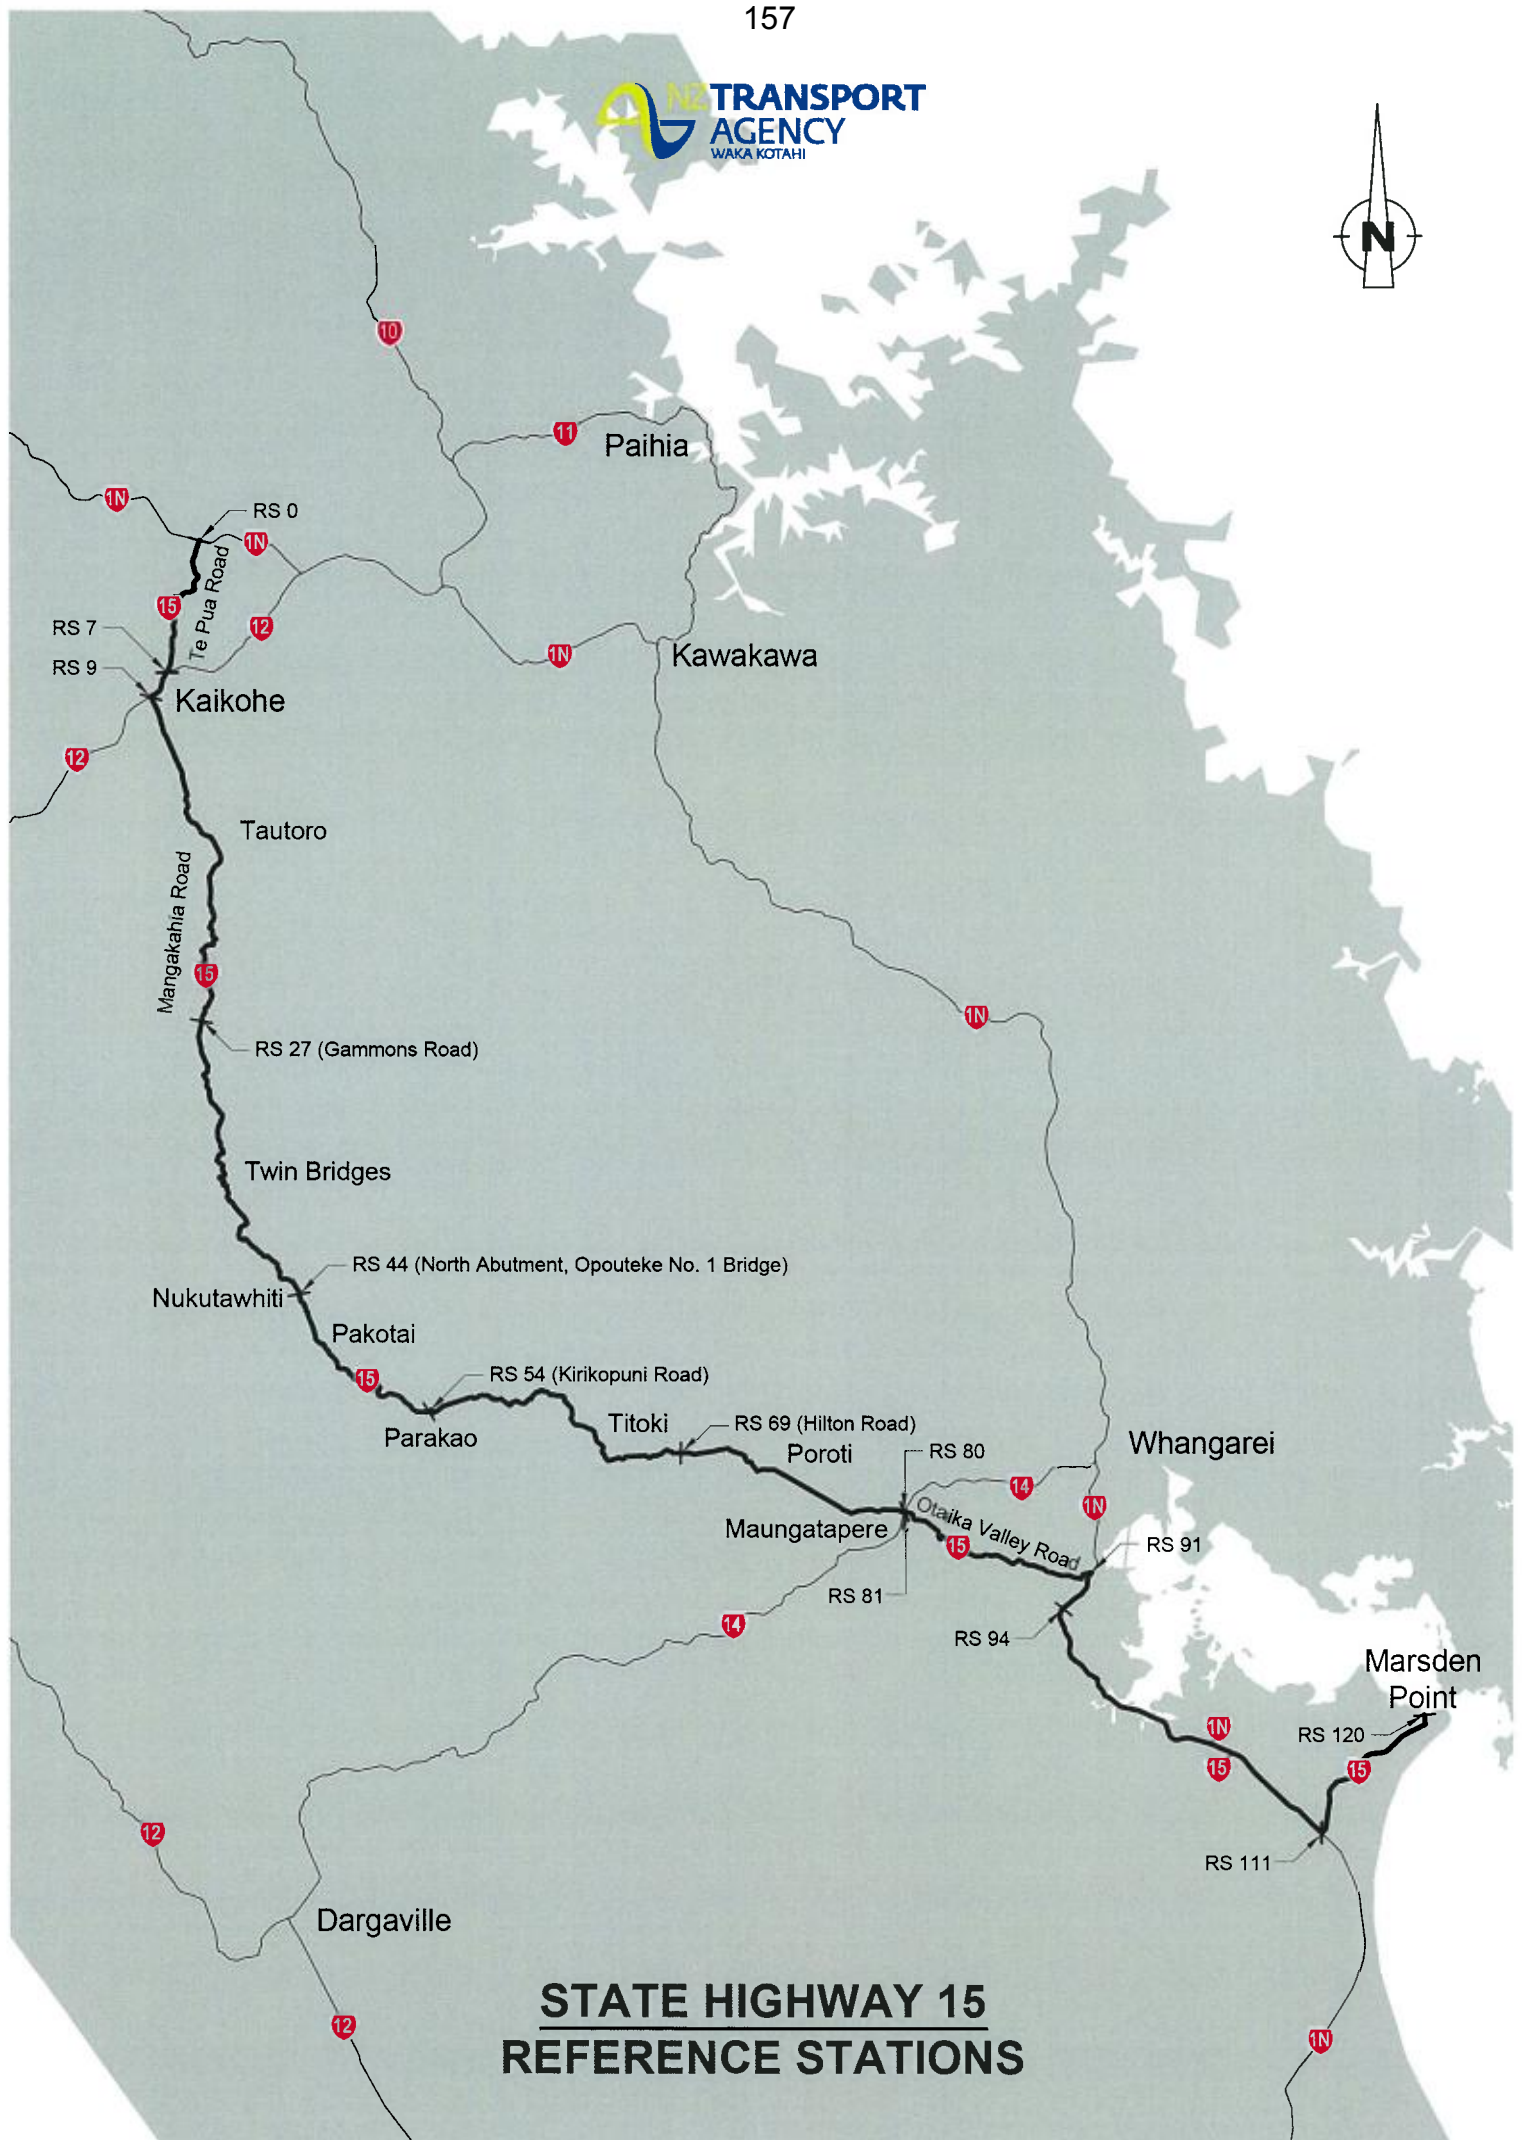 157
NZ TRANSPORT
AGENCY
WAKA KOTAHI
N
10
11
Paihia
1N
RS 0
1N
Te Pua Road
15
12
RS 7
RS 9
1N
Kawakawa
Kaikohe
12
Tautoro
Mangakahia Road
15
1N
RS 27 (Gammons Road)
Twin Bridges
RS 44 (North Abutment, Opouteke No. 1 Bridge)
Nukutawhiti
Pakotai
15
RS 54 (Kirikopuni Road)
Parakao
Titoki
RS 69 (Hilton Road)
Poroti
RS 80
Whangarei
14
1N
Maungatapere
Otaika Valley Road
15
RS 91
RS 81
14
RS 94
Marsden
Point
1N
RS 120
15
15
12
RS 111
Dargaville
STATE HIGHWAY 15
REFERENCE STATIONS
12
1N